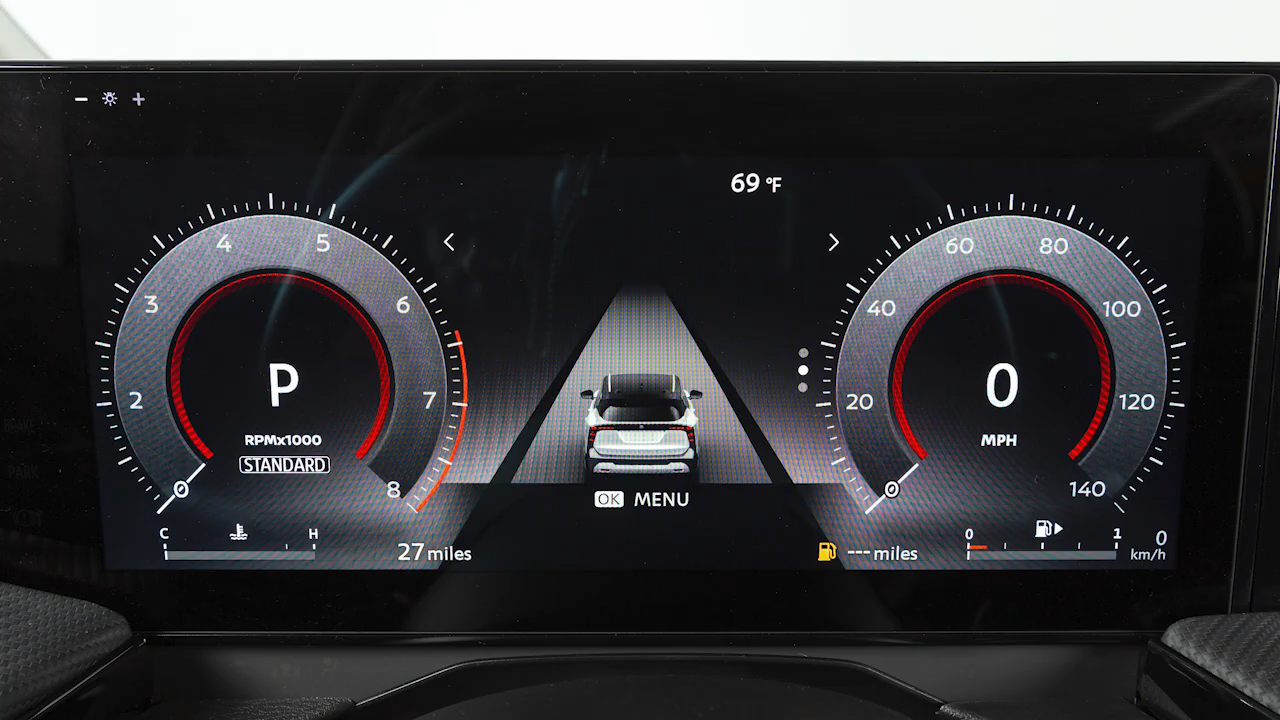 69 °F
4 5
3 6
2 7
P
RPMx1000
STANDARD
0 8
C H
27 miles
OK MENU
60 80
40 100
20 120
0
MPH
0 140
--- miles
0 1
0
km/h